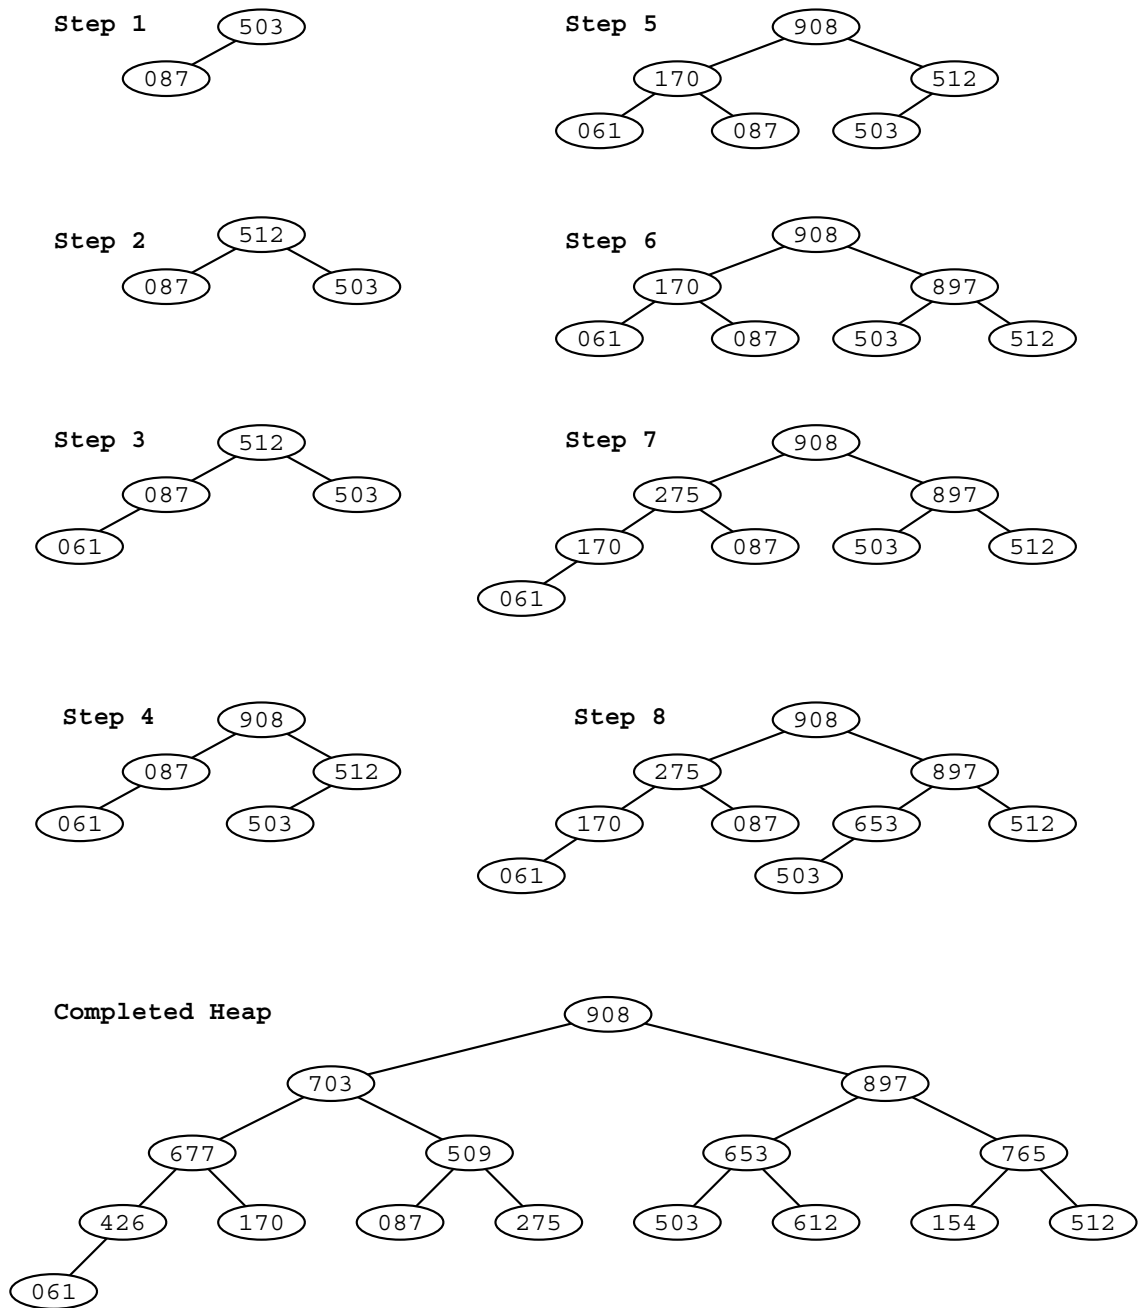 Step 1
503
087
Step 5
908
170 512
061 087 503
Step 2
512
087 503
Step 6
908
170 897
061 087 503 512
Step 3
512
087 503
061
Step 7
908
275 897
170 087 503 512
061
Step 4
908
087 512
061 503
Step 8
908
275 897
170 087 653 512
061 503
Completed Heap
908
703 897
677 509 653 765
426 170 087 275 503 612 154 512
061